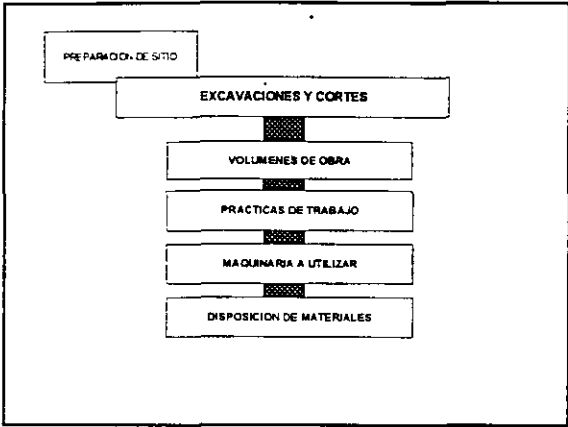 PREPARACION DE SITIO
EXCAVACIONES Y CORTES
VOLUMENES DE OBRA
PRACTICAS DE TRABAJO
MAQUINARIA A UTILIZAR
DISPOSICION DE MATERIALES